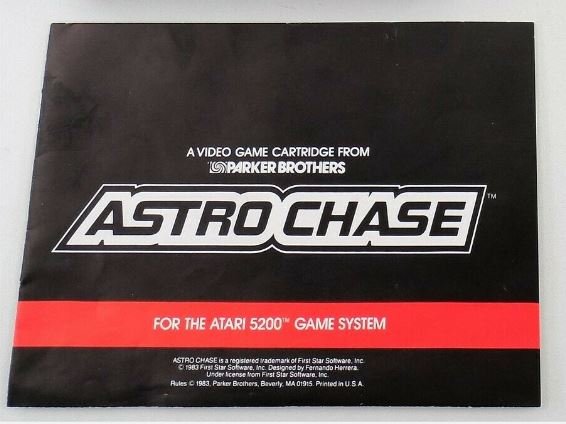 A VIDEO GAME CARTRIDGE FROM
PARKER BROTHERS
ASTRO CHASE™
FOR THE ATARI 5200™ GAME SYSTEM
ASTRO CHASE is a registered trademark of First Star Software, Inc.
© 1983 First Star Software, Inc. Designed by Fernando Herrera.
Under license from First Star Software, Inc.
Rules © 1983, Parker Brothers, Beverly, MA 01915. Printed in U.S.A.